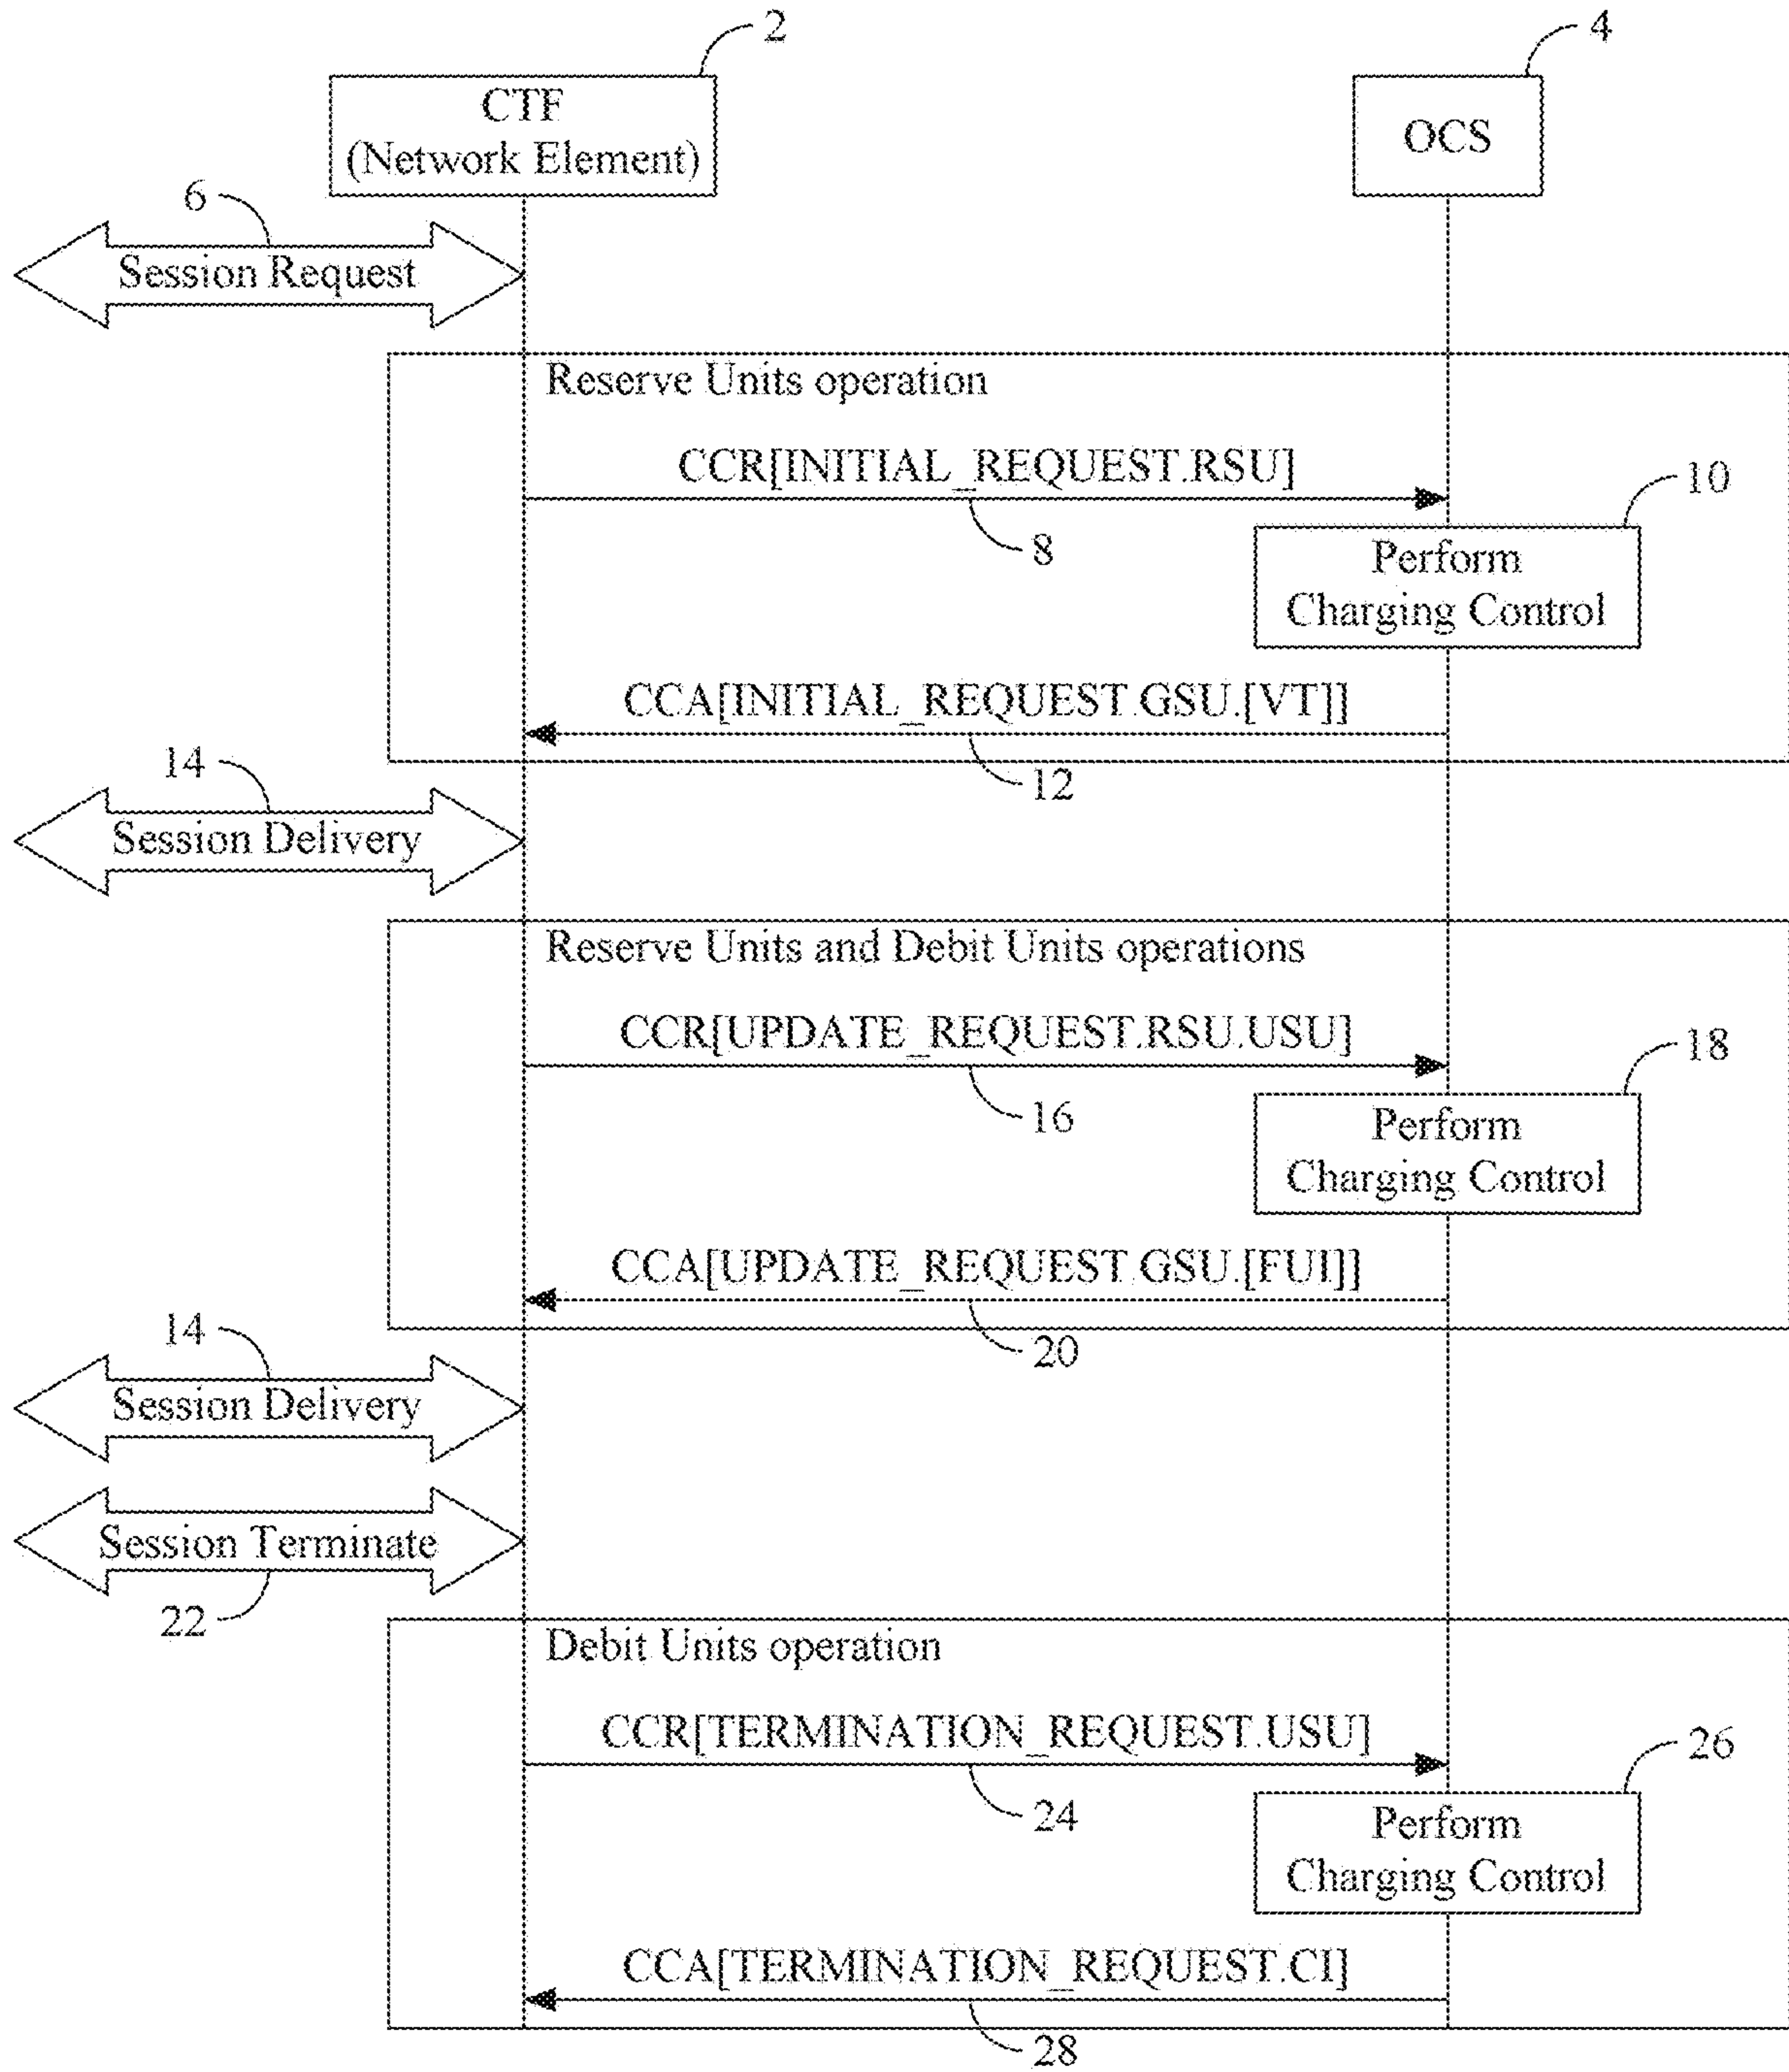 2
4
CTF
(Network Element)
OCS
6
Session Request
Reserve Units operation
CCR[INITIAL_REQUEST.RSU]
10
8
Perform
Charging Control
CCA[INITIAL_REQUEST.GSU.[VT]]
14
12
Session Delivery
Reserve Units and Debit Units operations
CCR[UPDATE_REQUEST.RSU.USU]
18
16
Perform
Charging Control
CCA[UPDATE_REQUEST.GSU.[FUI]]
14
20
Session Delivery
Session Terminate
22
Debit Units operation
CCR[TERMINATION_REQUEST.USU]
26
24
Perform
Charging Control
CCA[TERMINATION_REQUEST.CI]
28